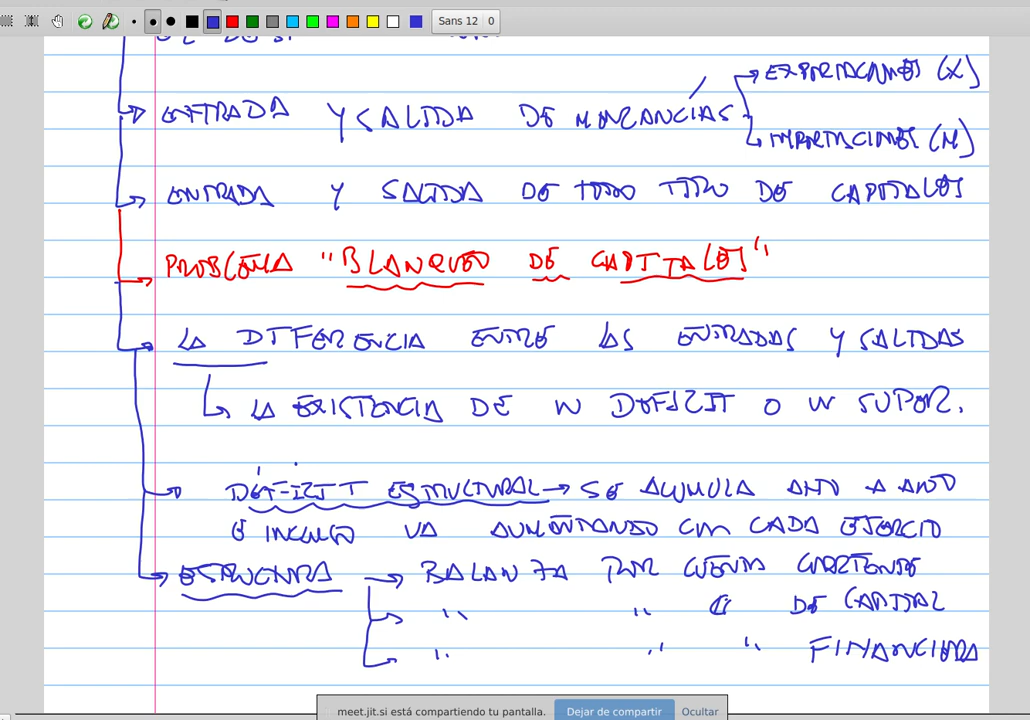 Sans 12 0
→ EXPORTACIONES (X)
ENTRADA Y SALIDA DE MERCANCÍAS
→ IMPORTACIONES (M)
ENTRADA Y SALIDA DE TODO TIPO DE CAPITALES
PROBLEMA "BLANQUEO DE CAPITALES"
LA DIFERENCIA ENTRE LAS ENTRADAS Y SALIDAS
LA EXISTENCIA DE UN DEFICIT O UN SUPER.
DÉFICIT ESTRUCTURAL → SE ACUMULA AÑO A AÑO
E INCLUSO VA AUMENTANDO CON CADA EJERCICIO
ESTRUCTURA → BALANZA POR CUENTA CORRIENTE
" " " DE CAPITAL
" " " FINANCIERA
meet.jit.si está compartiendo tu pantalla. Dejar de compartir Ocultar